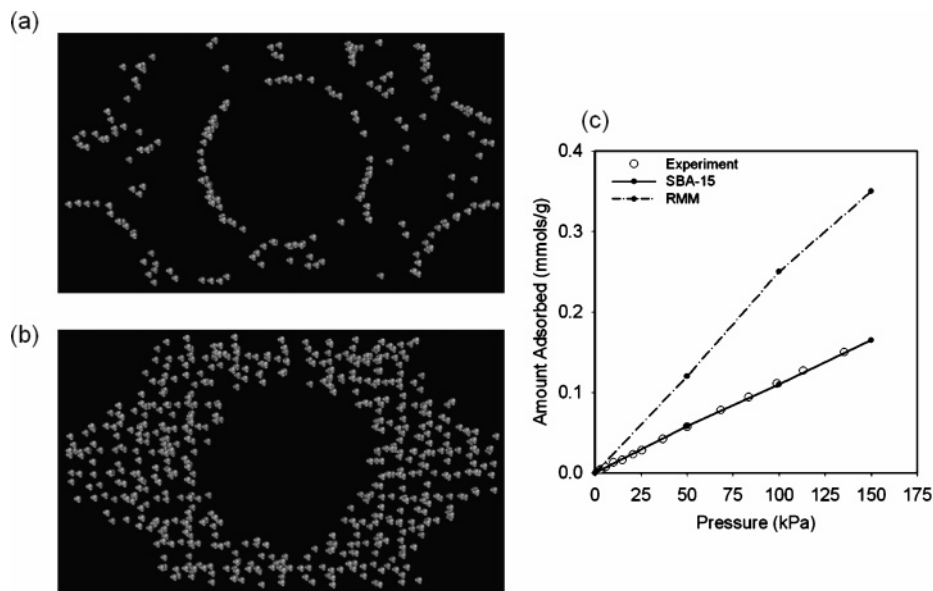 (a)
(b)
(c)
Experiment
SBA-15
RMM
Amount Adsorbed (mmols/g)
0.4
0.3
0.2
0.1
0.0
0 25 50 75 100 125 150 175
Pressure (kPa)